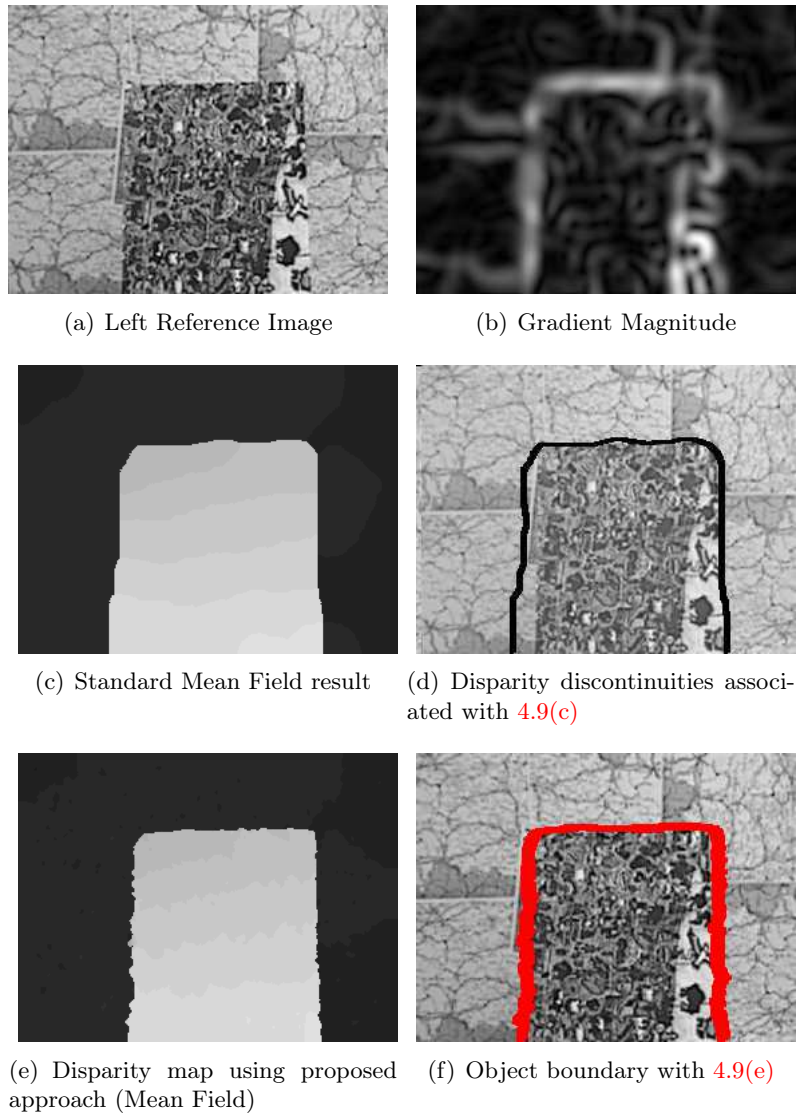 (a) Left Reference Image
(b) Gradient Magnitude
(c) Standard Mean Field result
(d) Disparity discontinuities associ-
ated with 4.9(c)
(e) Disparity map using proposed
approach (Mean Field)
(f) Object boundary with 4.9(e)